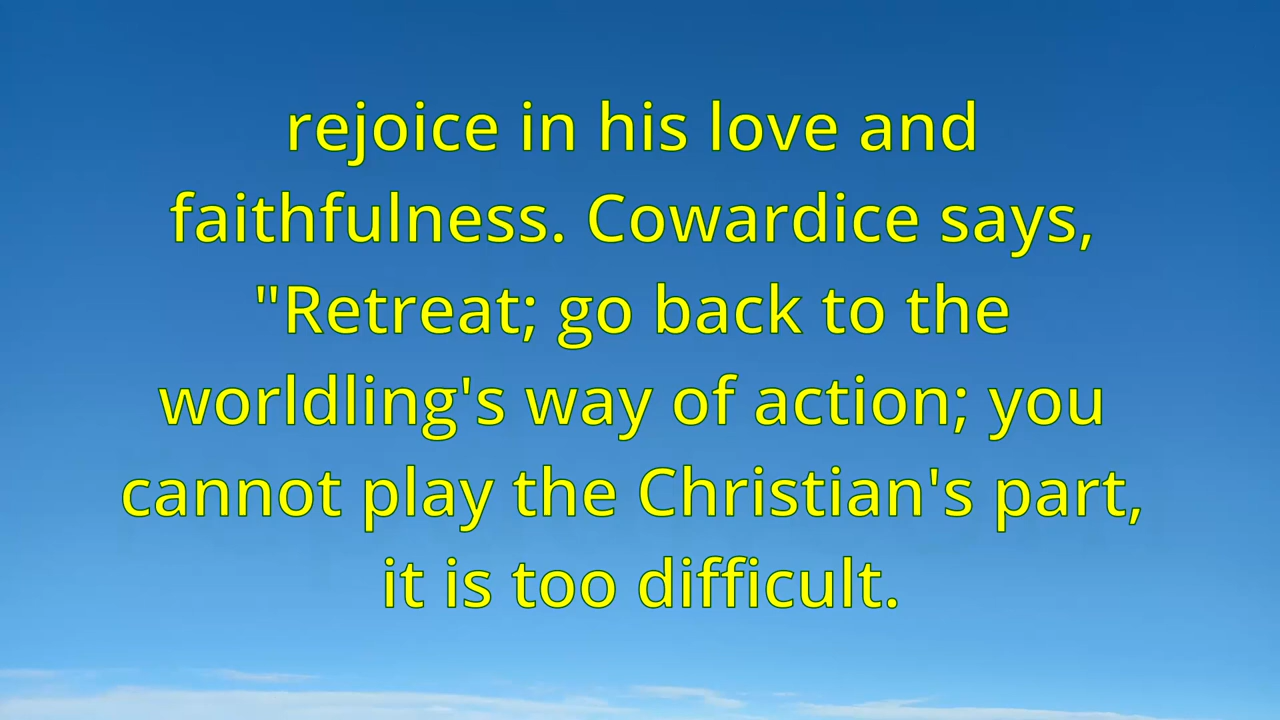 rejoice in his love and
faithfulness. Cowardice says,
"Retreat; go back to the
worldling's way of action; you
cannot play the Christian's part,
it is too difficult.